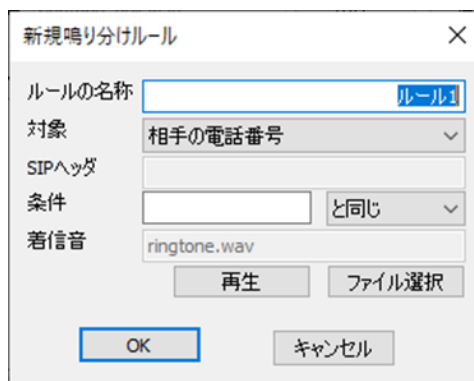 新規鳴り分けルール
ルールの名称 ルール1
対象 相手の電話番号
SIPヘッダ
条件 と同じ
着信音 ringtone.wav
再生 ファイル選択
OK キャンセル